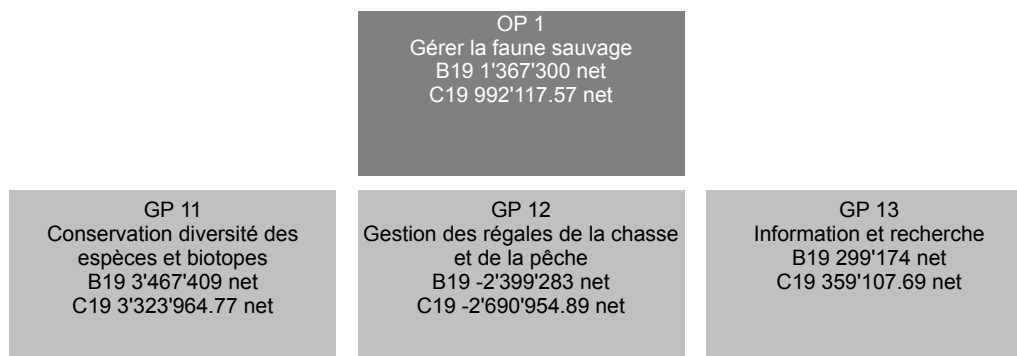 OP 1
Gérer la faune sauvage
B19 1'367'300 net
C19 992'117.57 net
GP 11
Conservation diversité des
espèces et biotopes
B19 3'467'409 net
C19 3'323'964.77 net
GP 12
Gestion des régales de la chasse
et de la pêche
B19 -2'399'283 net
C19 -2'690'954.89 net
GP 13
Information et recherche
B19 299'174 net
C19 359'107.69 net